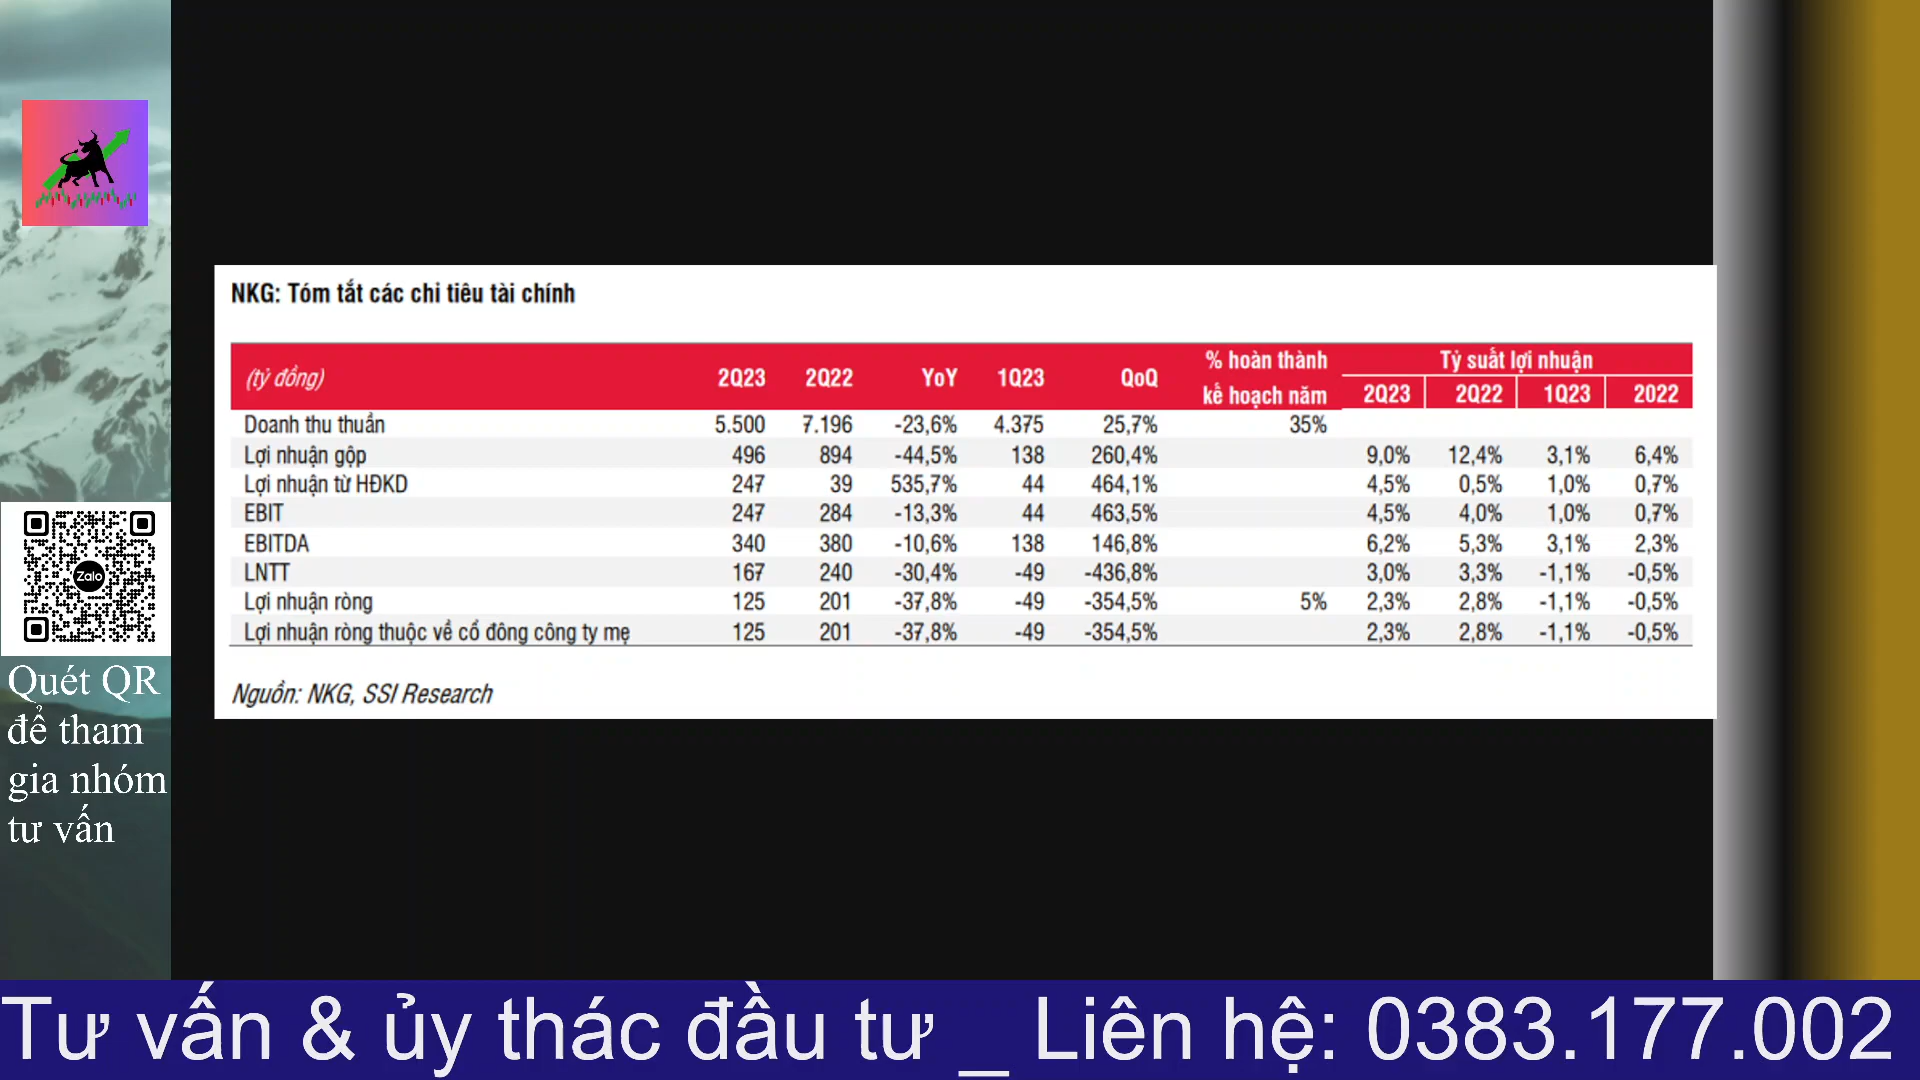 NKG: Tóm tắt các chỉ tiêu tài chính
(tỷ đồng) 2Q23 2Q22 YoY 1Q23 QoQ % hoàn thành kế hoạch năm Tỷ suất lợi nhuận 2Q23 2Q22 1Q23 2022
Doanh thu thuần 5.500 7.196 -23,6% 4.375 25,7% 35%
Lợi nhuận gộp 496 894 -44,5% 138 260,4% 9,0% 12,4% 3,1% 6,4%
Lợi nhuận từ HĐKD 247 39 535,7% 44 464,1% 4,5% 0,5% 1,0% 0,7%
EBIT 247 284 -13,3% 44 463,5% 4,5% 4,0% 1,0% 0,7%
EBITDA 340 380 -10,6% 138 146,8% 6,2% 5,3% 3,1% 2,3%
LNTT 167 240 -30,4% -49 -436,8% 3,0% 3,3% -1,1% -0,5%
Lợi nhuận ròng 125 201 -37,8% -49 -354,5% 5% 2,3% 2,8% -1,1% -0,5%
Lợi nhuận ròng thuộc về cổ đông công ty mẹ 125 201 -37,8% -49 -354,5% 2,3% 2,8% -1,1% -0,5%
Nguồn: NKG, SSI Research
Zalo
Quét QR
để tham
gia nhóm
tư vấn
Tư vấn & ủy thác đầu tư _ Liên hệ: 0383.177.002